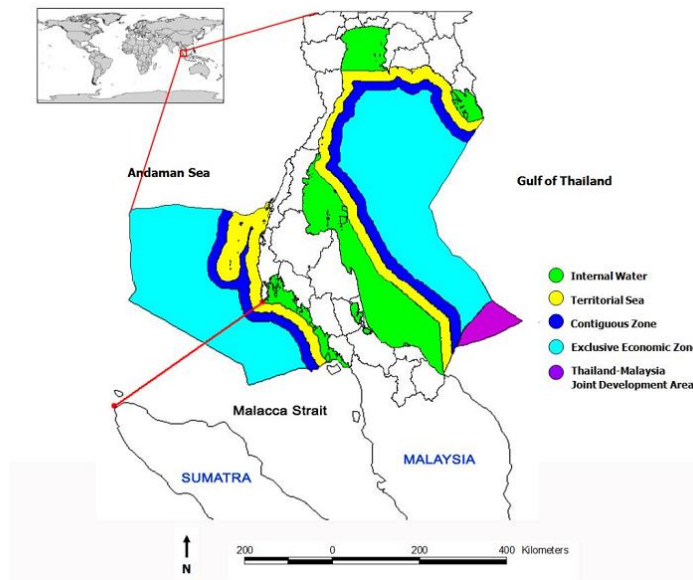 Andaman Sea
Gulf of Thailand
Internal Water
Territorial Sea
Contiguous Zone
Exclusive Economic Zone
Thailand-Malaysia
Joint Development Area
Malacca Strait
MALAYSIA
SUMATRA
N
200 0 200 400 Kilometers